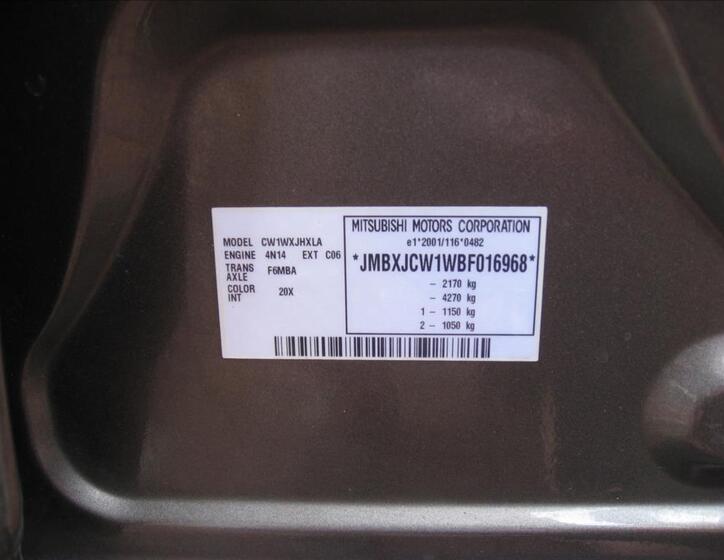 MODEL CW1WXJHXLA
ENGINE 4N14 EXT C06
TRANS AXLE F6MBA
COLOR INT 20X
MITSUBISHI MOTORS CORPORATION
e1*2001/116*0482
*JMBXJCW1WBF016968*
– 2170 kg
– 4270 kg
1 – 1150 kg
2 – 1050 kg